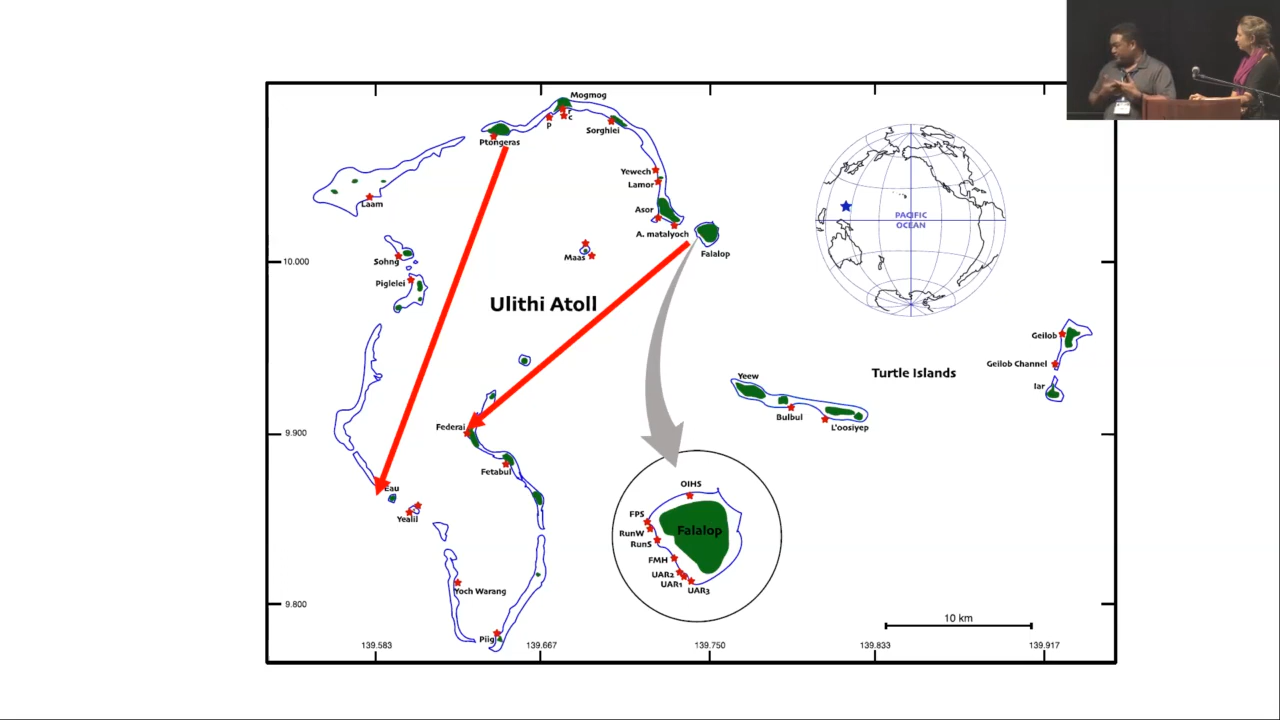 Mogmog
P
C
Sorghlei
Ptongeras
Yewech
Lamor
Laam
Asor
A. matalyoch
Falalop
Sohng
Maas
10.000
Piglelei
PACIFIC
OCEAN
Ulithi Atoll
Geilob
Geilob Channel
Turtle Islands
Yeew
Iar
Bulbul
L'oosiyep
Federai
9.900
Fetabul
Eau
Yealil
OIHS
FPS
RunW
RunS
Falalop
FMH
UAR2
UAR1
UAR3
Yoch Warang
9.800
10 km
Piig
139.583
139.667
139.750
139.833
139.917